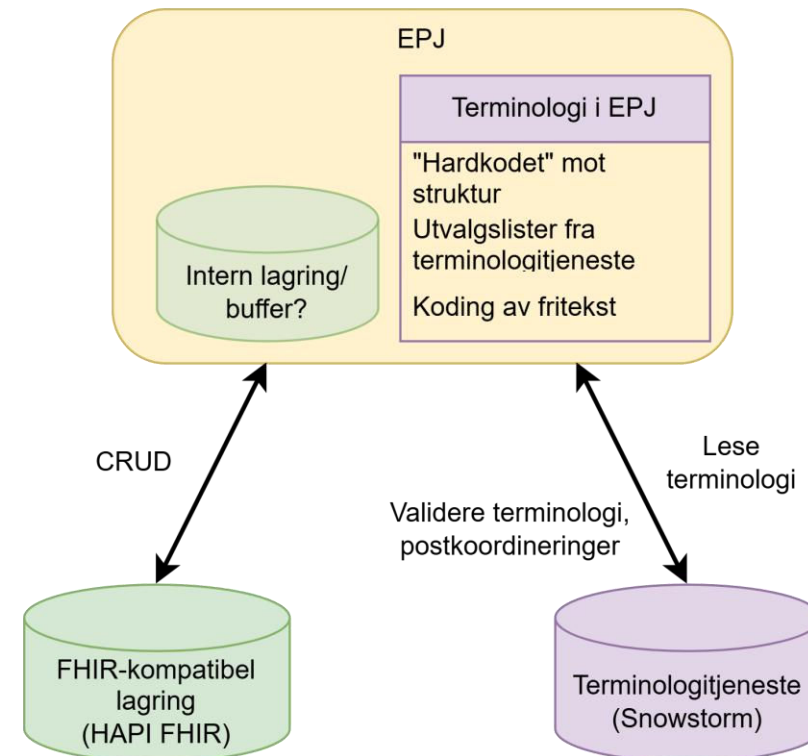 EPJ
Terminologi i EPJ
"Hardkodet" mot
struktur
Utvalgslister fra
terminologitjeneste
Koding av fritekst
Intern lagring/
buffer?
CRUD
Lese
terminologi
Validere terminologi,
postkoordineringer
FHIR-kompatibel
lagring
(HAPI FHIR)
Terminologitjeneste
(Snowstorm)